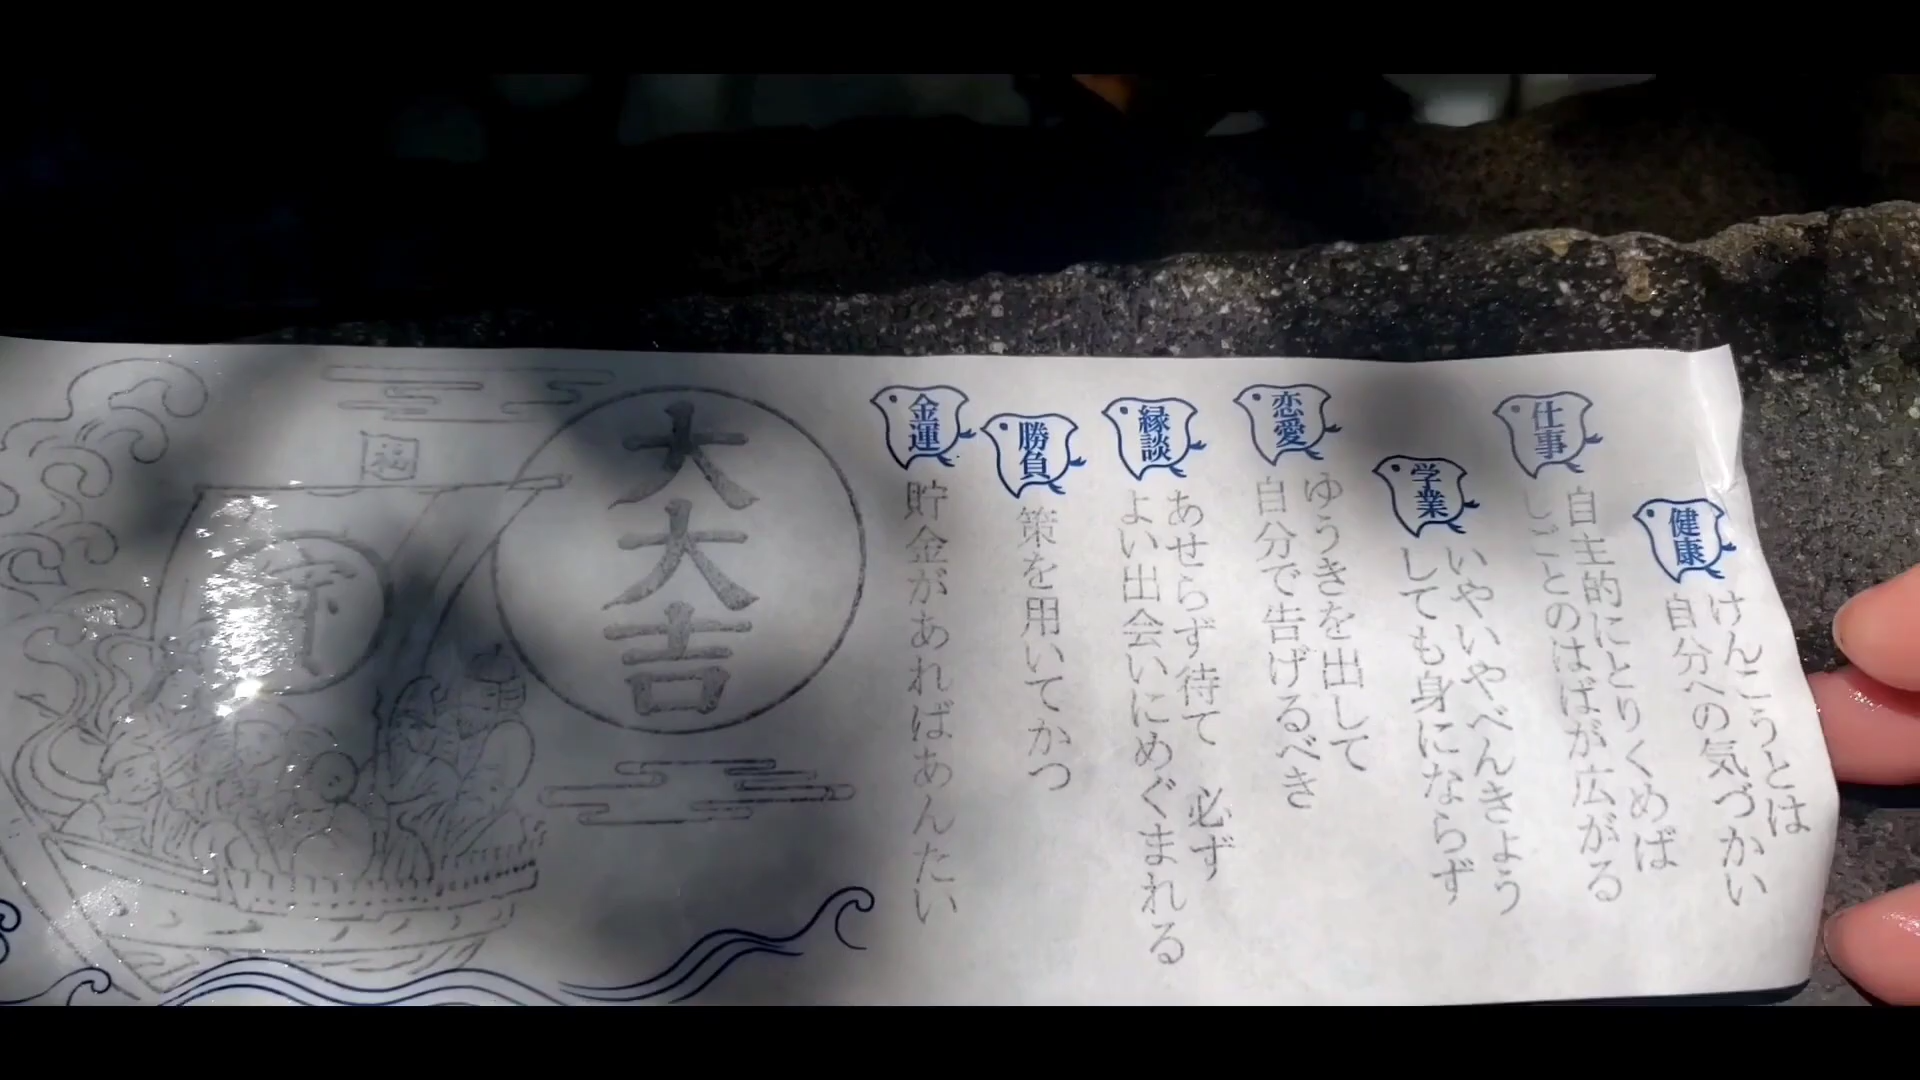 健康
けんこうとは
自分への気づかい
仕事
自主的にとりくめば
しごとのはばが広がる
学業
いやいやべんきょう
しても身にならず
恋愛
ゆうきを出して
自分で告げるべき
縁談
あせらず待て 必ず
よい出会いにめぐまれる
勝負
策を用いてかつ
金運
貯金があればあんたい
大大吉
福
寳